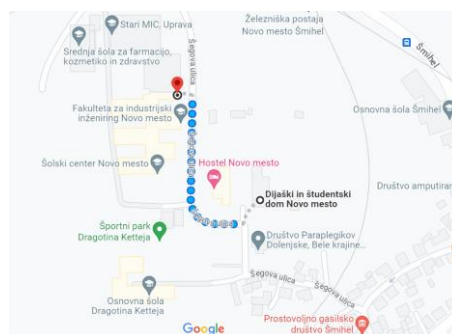 Stari MIC, Uprava
Železniška postaja
Novo mesto Šmihel
Srednja šola za farmacijo,
kozmetiko in zdravstvo
Šegova ulica
Šmihel
Fakulteta za industrijski
inženiring Novo mesto
Osnovna šola Šmihel
Šolski center Novo mesto
Hostel Novo mesto
Dijaški in študentski
dom Novo mesto
Društvo amputiran
Športni park
Dragotina Ketteja
Društvo Paraplegikov
Dolenjske, Bele krajine...
Šegova ulica
Šegova ulica
Osnovna šola
Dragotina Ketteja
Google
Prostovoljno gasilsko
društvo Šmihel